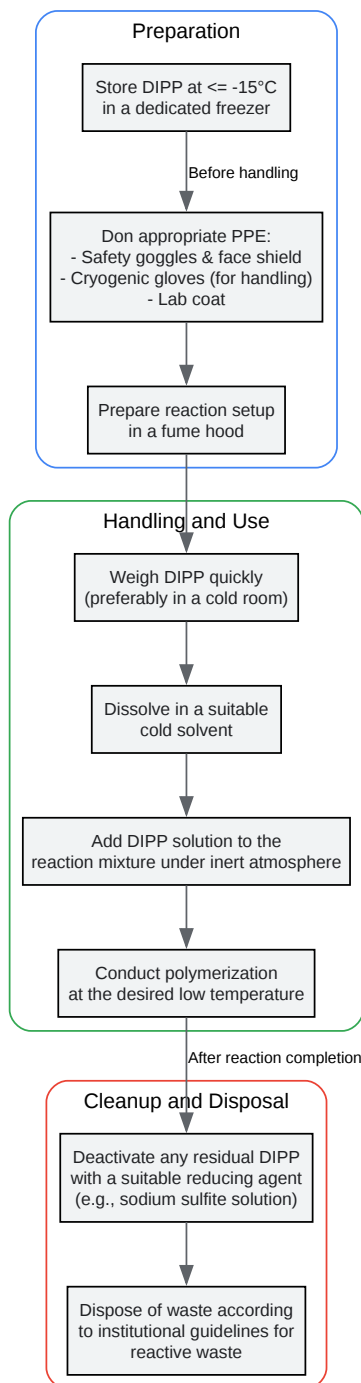 Preparation
Store DIPP at <= -15°C
in a dedicated freezer
Before handling
Don appropriate PPE:
- Safety goggles & face shield
- Cryogenic gloves (for handling)
- Lab coat
Prepare reaction setup
in a fume hood
Handling and Use
Weigh DIPP quickly
(preferably in a cold room)
Dissolve in a suitable
cold solvent
Add DIPP solution to the
reaction mixture under inert atmosphere
Conduct polymerization
at the desired low temperature
After reaction completion
Cleanup and Disposal
Deactivate any residual DIPP
with a suitable reducing agent
(e.g., sodium sulfite solution)
Dispose of waste according
to institutional guidelines for
reactive waste